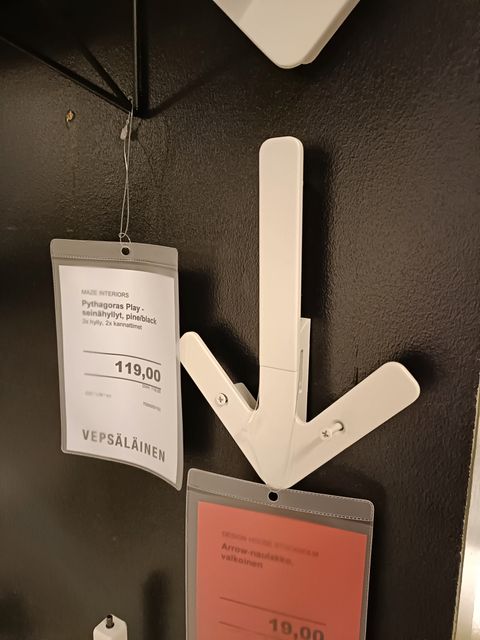 MAZE INTERIORS
Pythagoras Play -
seinähyllyt, pine/black
3x hylly, 2x kannattimet
119,00
VEPSÄLÄINEN
DESIGN HOUSE STOCKHOLM
Arrow-naulakko,
valkoinen
19,00